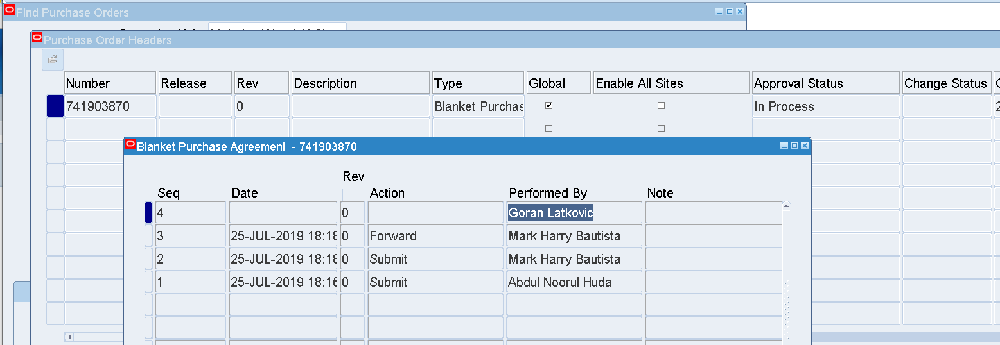 Find Purchase Orders
Purchase Order Headers
Number Release Rev Description Type Global Enable All Sites Approval Status Change Status
741903870 0 Blanket Purchas In Process
Blanket Purchase Agreement - 741903870
Rev
Seq Date Action Performed By Note
4 0 Goran Latkovic
3 25-JUL-2019 18:18 0 Forward Mark Harry Bautista
2 25-JUL-2019 18:18 0 Submit Mark Harry Bautista
1 25-JUL-2019 18:16 0 Submit Abdul Noorul Huda